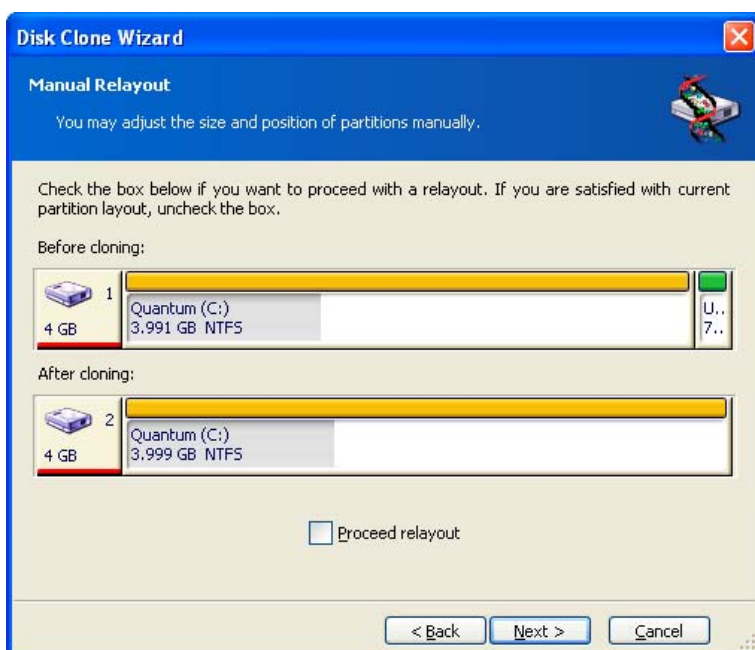 Disk Clone Wizard
Manual Relayout
You may adjust the size and position of partitions manually.
Check the box below if you want to proceed with a relayout. If you are satisfied with current
partition layout, uncheck the box.
Before cloning:
1
4 GB
Quantum (C:)
3.991 GB NTFS
U..
7..
After cloning:
2
4 GB
Quantum (C:)
3.999 GB NTFS
Proceed relayout
< Back
Next >
Cancel